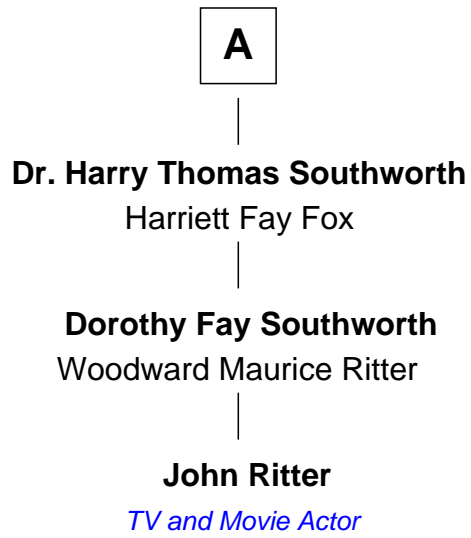 A
Dr. Harry Thomas Southworth
Harriett Fay Fox
Dorothy Fay Southworth
Woodward Maurice Ritter
John Ritter
TV and Movie Actor